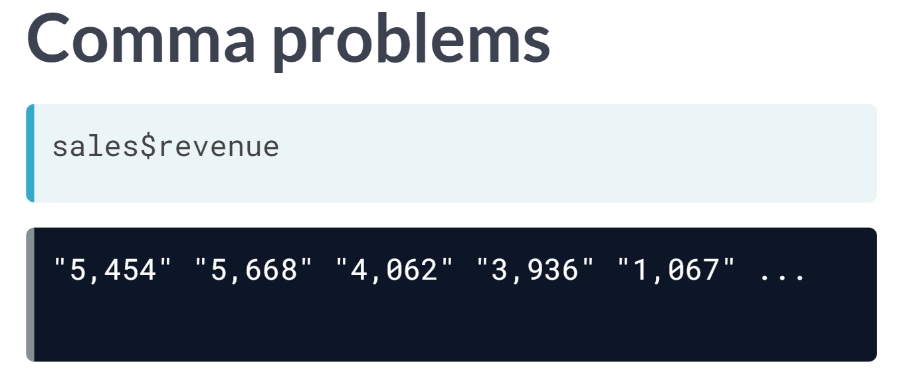 Comma problems
sales$revenue
"5,454" "5,668" "4,062" "3,936" "1,067" ...